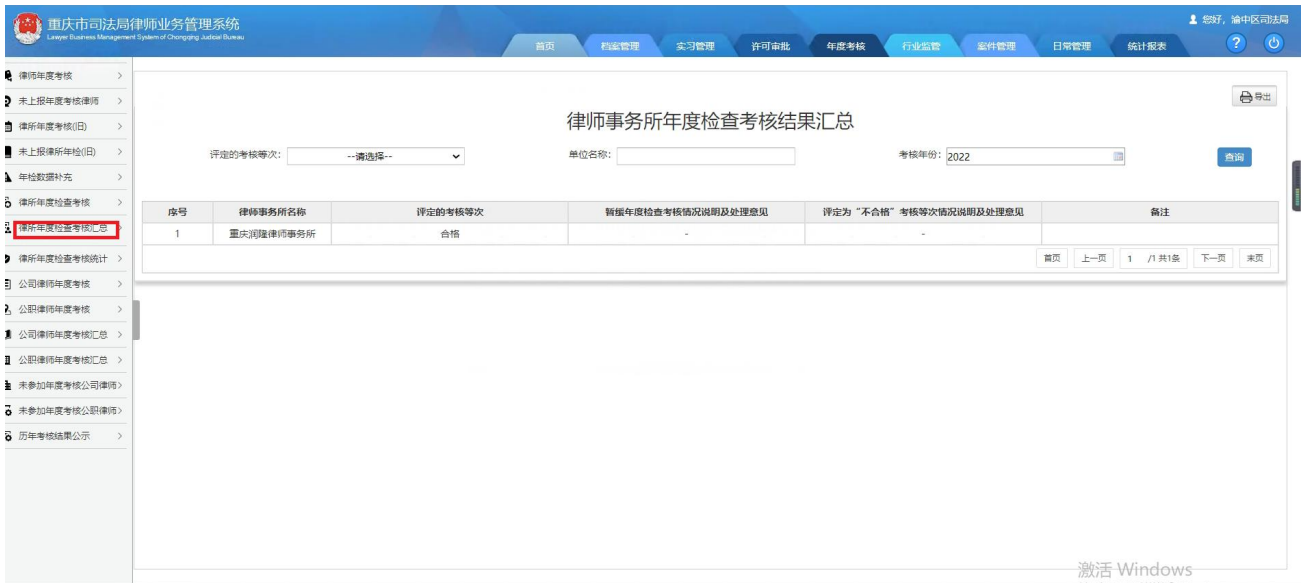 重庆市司法局律师业务管理系统
Lawyer Business Management System of Chongqing Judicial Bureau
您好，渝中区司法局
首页 档案管理 实习管理 许可审批 年度考核 行业监管 案件管理 日常管理 统计报表
律师年度考核
未上报年度考核律师
律所年度考核(旧)
未上报律所年检(旧)
年检数据补充
律所年度检查考核
律所年度检查考核汇总
律所年度检查考核统计
公司律师年度考核
公职律师年度考核
公司律师年度考核汇总
公职律师年度考核汇总
未参加年度考核公司律师
未参加年度考核公职律师
历年考核结果公示
导出
律师事务所年度检查考核结果汇总
评定的考核等次: --请选择-- 单位名称: 考核年份: 2022 查询
序号 律师事务所名称 评定的考核等次 暂缓年度检查考核情况说明及处理意见 评定为“不合格”考核等次情况说明及处理意见 备注
1 重庆润隆律师事务所 合格 - -
首页 上一页 1 /1 共1条 下一页 末页
激活 Windows